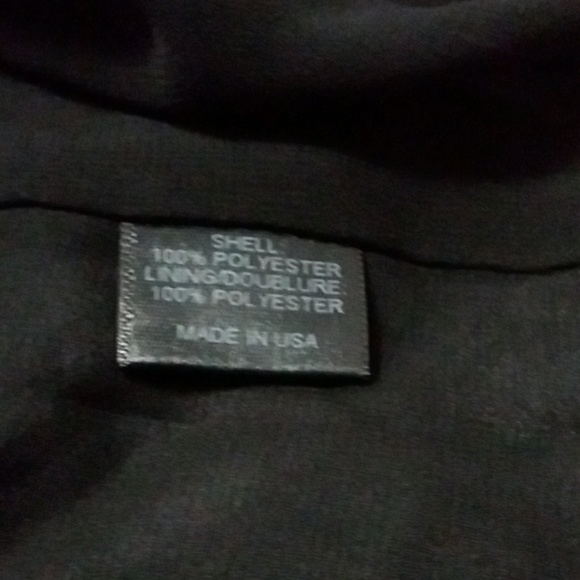 SHELL:
100% POLYESTER
LINING/DOUBLURE:
100% POLYESTER
MADE IN USA